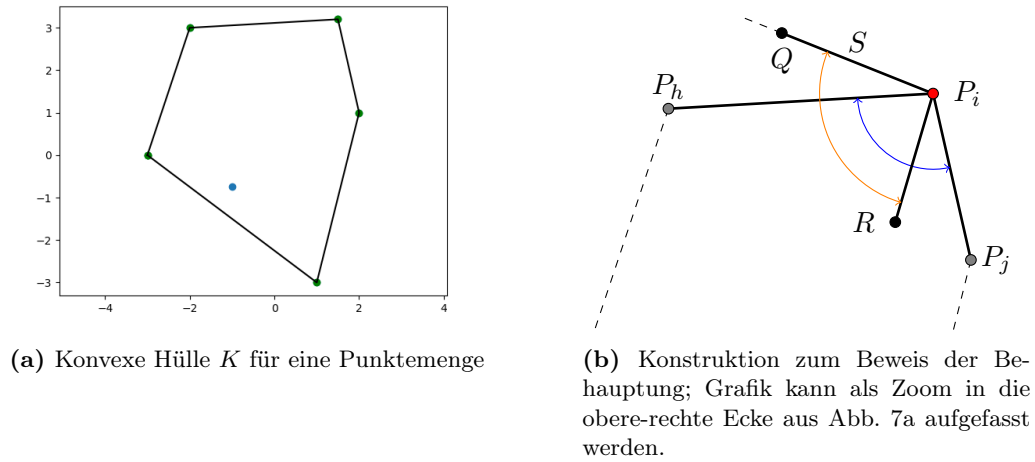 3
2
1
0
−1
−2
−3
−4
−2
0
2
4
(a) Konvexe Hülle K für eine Punktemenge
Q
S
P_h
P_i
R
P_j
(b) Konstruktion zum Beweis der Be-
hauptung; Grafik kann als Zoom in die
obere-rechte Ecke aus Abb. 7a aufgefasst
werden.